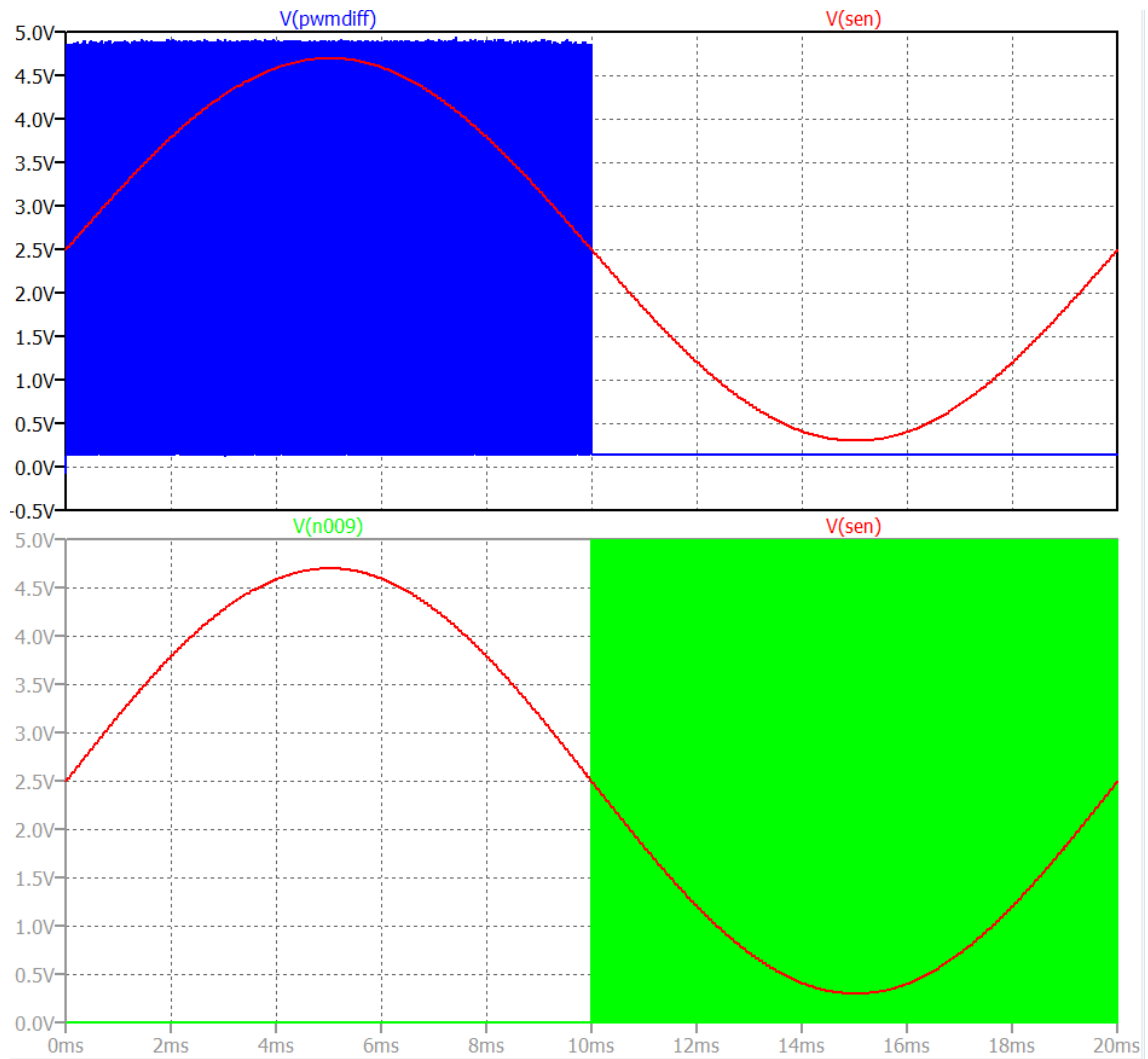 V(pwmdiff) V(sen)
5.0V
4.5V
4.0V
3.5V
3.0V
2.5V
2.0V
1.5V
1.0V
0.5V
0.0V
-0.5V
V(n009) V(sen)
5.0V
4.5V
4.0V
3.5V
3.0V
2.5V
2.0V
1.5V
1.0V
0.5V
0.0V
0ms 2ms 4ms 6ms 8ms 10ms 12ms 14ms 16ms 18ms 20ms